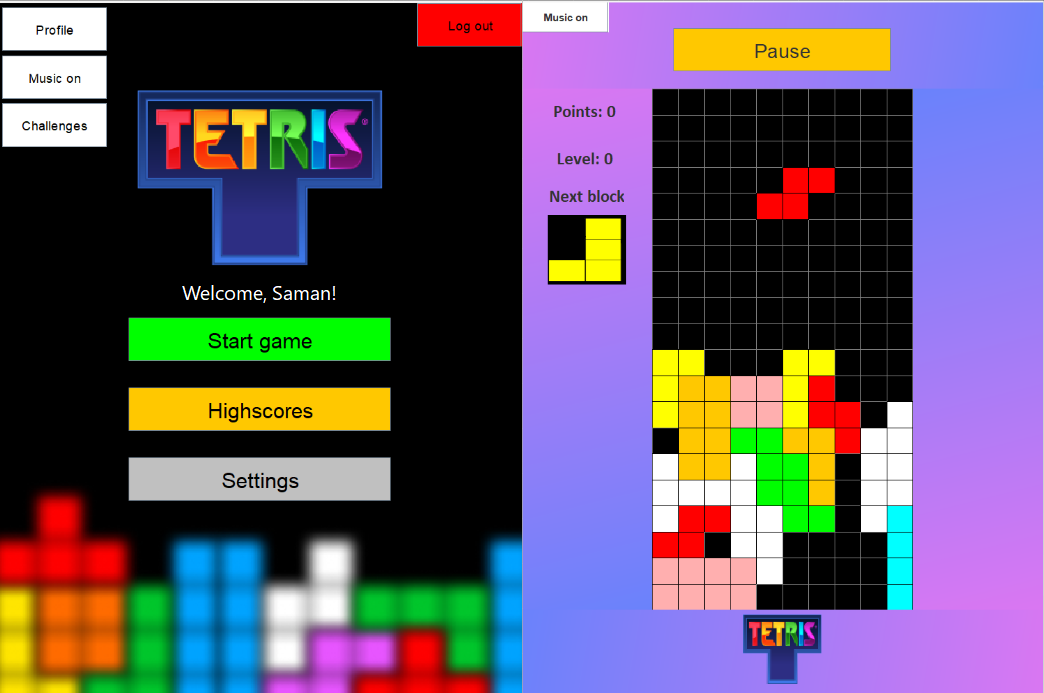 Profile
Music on
Challenges
Log out
TETRIS®
Welcome, Saman!
Start game
Highscores
Settings
Music on
Pause
Points: 0
Level: 0
Next block
TETRIS